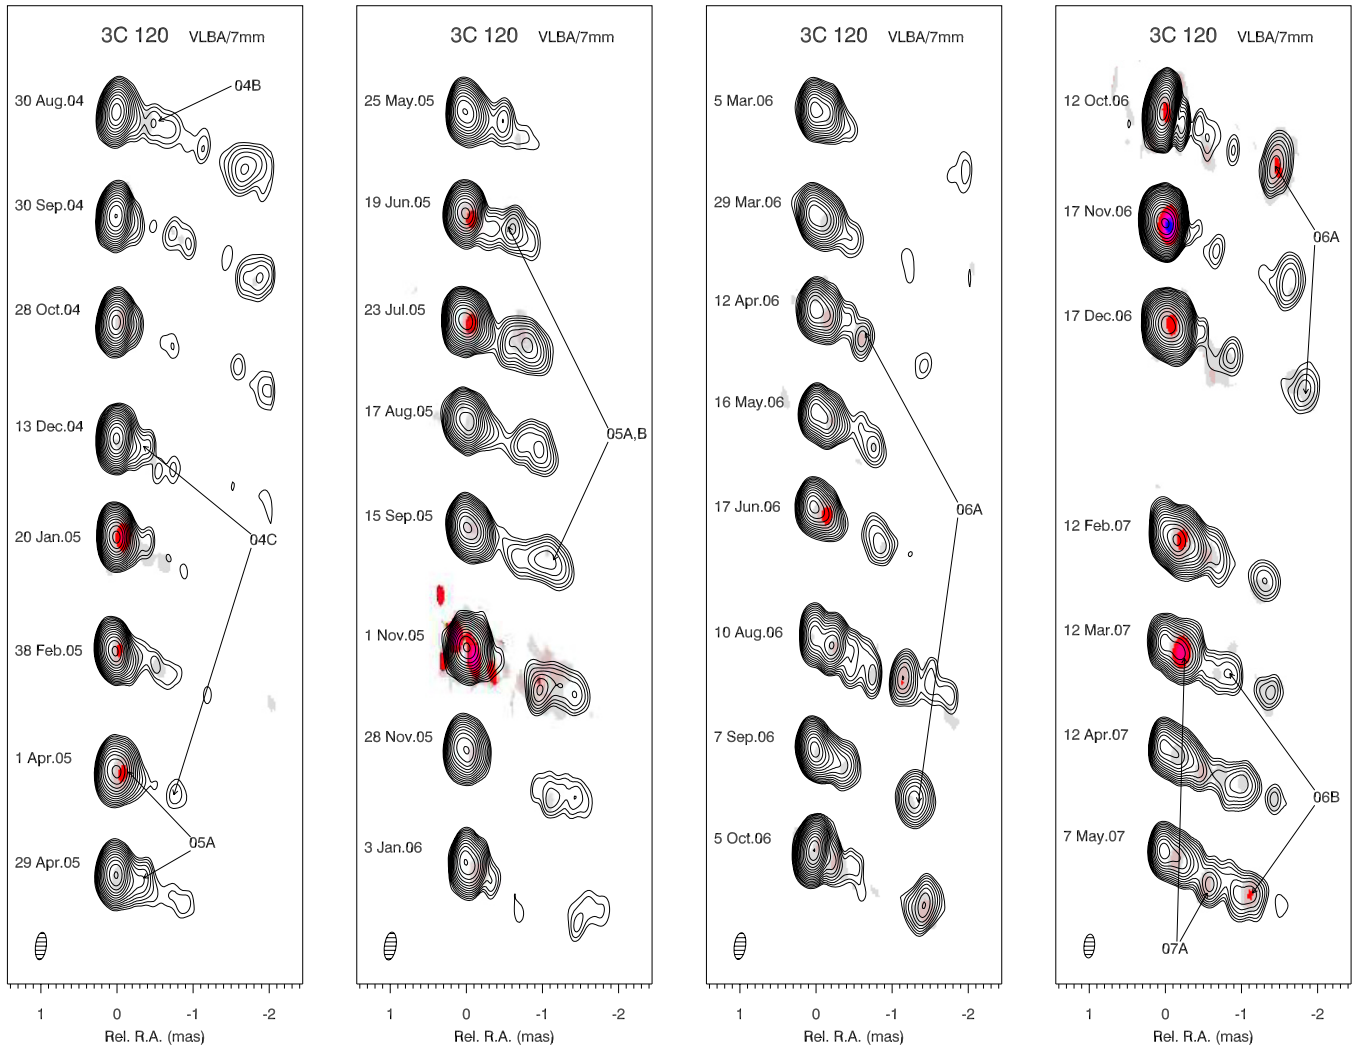 3C 120 VLBA/7mm
30 Aug.04
04B
30 Sep.04
28 Oct.04
13 Dec.04
20 Jan.05
04C
38 Feb.05
1 Apr.05
05A
29 Apr.05
1 0 -1 -2
Rel. R.A. (mas)
3C 120 VLBA/7mm
25 May.05
19 Jun.05
23 Jul.05
17 Aug.05
05A,B
15 Sep.05
1 Nov.05
28 Nov.05
3 Jan.06
1 0 -1 -2
Rel. R.A. (mas)
3C 120 VLBA/7mm
5 Mar.06
29 Mar.06
12 Apr.06
16 May.06
17 Jun.06
06A
10 Aug.06
7 Sep.06
5 Oct.06
1 0 -1 -2
Rel. R.A. (mas)
3C 120 VLBA/7mm
12 Oct.06
17 Nov.06
06A
17 Dec.06
12 Feb.07
12 Mar.07
12 Apr.07
06B
7 May.07
07A
1 0 -1 -2
Rel. R.A. (mas)